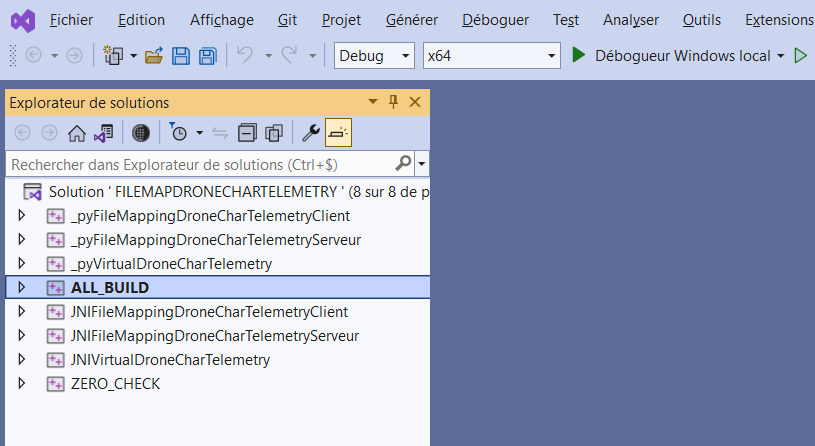 Fichier Edition Affichage Git Projet Générer Déboguer Test Analyser Outils Extensions
Debug x64 Débogueur Windows local
Explorateur de solutions
Rechercher dans Explorateur de solutions (Ctrl+$)
Solution ' FILEMAPDRONECHARTELEMETRY ' (8 sur 8 de p
_pyFileMappingDroneCharTelemetryClient
_pyFileMappingDroneCharTelemetryServeur
_pyVirtualDroneCharTelemetry
ALL_BUILD
JNIFileMappingDroneCharTelemetryClient
JNIFileMappingDroneCharTelemetryServeur
JNIVirtualDroneCharTelemetry
ZERO_CHECK